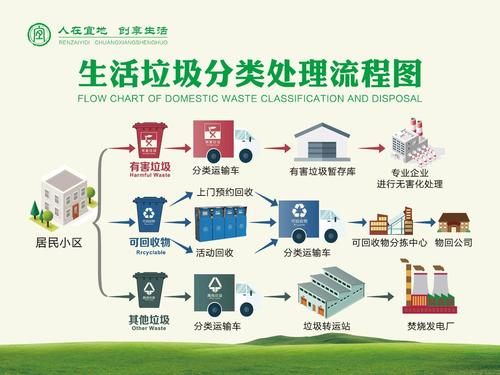 人在宜地 创享生活
RENZAIYIDI CHUANGXIANGSHENGHUO
生活垃圾分类处理流程图
FLOW CHART OF DOMESTIC WASTE CLASSIFICATION AND DISPOSAL
有害垃圾
Harmful Waste
分类运输车
有害垃圾暂存库
专业企业
进行无害化处理
居民小区
上门预约回收
可回收物
Rrcyclable
活动回收
可回收物
分类运输车
可回收物分拣中心
物回公司
其他垃圾
Other Waste
分类运输车
垃圾转运站
焚烧发电厂